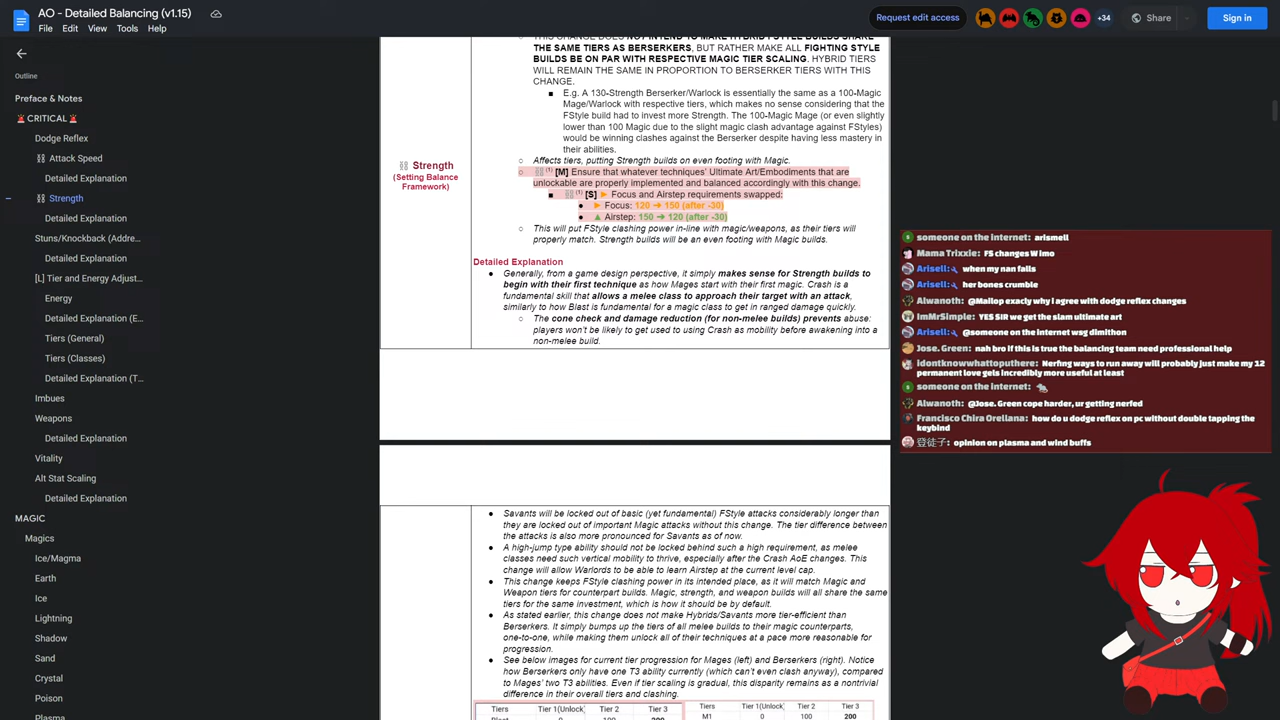 AO - Detailed Balancing (v1.15)
File Edit View Tools Help
Request edit access
+34
Share
Sign in
Outline
Preface & Notes
🚨 CRITICAL 🚨
Dodge Reflex
⛓ Attack Speed
Detailed Explanation
⛓ Strength
Detailed Explanation
Stuns/Knockback (Addre...
Detailed Explanation
[L] Tier and Energy Adjust...
Energy
Detailed Explanation (E...
Tiers (General)
Tiers (Classes)
Detailed Explanation (T...
Imbues
Weapons
Detailed Explanation
Vitality
Alt Stat Scaling
Detailed Explanation
MAGIC
Magics
Ice/Magma
Earth
Ice
Lightning
Shadow
Sand
Crystal
Poison
Plasma
⛓ Strength
(Setting Balance
Framework)
○ THIS CHANGE DOES NOT INTEND TO MAKE HYBRID FSTYLE BUILDS SHARE
THE SAME TIERS AS BERSERKERS, BUT RATHER MAKE ALL FIGHTING STYLE
BUILDS BE ON PAR WITH RESPECTIVE MAGIC TIER SCALING. HYBRID TIERS
WILL REMAIN THE SAME IN PROPORTION TO BERSERKER TIERS WITH THIS
CHANGE.
■ E.g. A 130-Strength Berserker/Warlock is essentially the same as a 100-Magic
Mage/Warlock with respective tiers, which makes no sense considering that the
FStyle build had to invest more Strength. The 100-Magic Mage (or even slightly
lower than 100 Magic due to the slight magic clash advantage against FStyles)
would be winning clashes against the Berserker despite having less mastery in
their abilities.
○ Affects tiers, putting Strength builds on even footing with Magic.
○ ⛓ (1) [M] Ensure that whatever techniques' Ultimate Art/Embodiments that are
unlockable are properly implemented and balanced accordingly with this change.
■ ⛓ (1) [S] ► Focus and Airstep requirements swapped:
● ► Focus: 120 ➜ 150 (after -30)
● ▲ Airstep: 150 ➜ 120 (after -30)
○ This will put FStyle clashing power in-line with magic/weapons, as their tiers will
properly match. Strength builds will be an even footing with Magic builds.
Detailed Explanation
● Generally, from a game design perspective, it simply makes sense for Strength builds to
begin with their first technique as how Mages start with their first magic. Crash is a
fundamental skill that allows a melee class to approach their target with an attack,
similarly to how Blast is fundamental for a magic class to get in ranged damage quickly.
○ The cone check and damage reduction (for non-melee builds) prevents abuse:
players won't be likely to get used to using Crash as mobility before awakening into a
non-melee build.
● Savants will be locked out of basic (yet fundamental) FStyle attacks considerably longer than
they are locked out of important Magic attacks without this change. The tier difference between
the attacks is also more pronounced for Savants as of now.
● A high-jump type ability should not be locked behind such a high requirement, as melee
classes need such vertical mobility to thrive, especially after the Crash AoE changes. This
change will allow Warlords to be able to learn Airstep at the current level cap.
● This change keeps FStyle clashing power in its intended place, as it will match Magic and
Weapon tiers for counterpart builds. Magic, strength, and weapon builds will all share the same
tiers for the same investment, which is how it should be by default.
● As stated earlier, this change does not make Hybrids/Savants more tier-efficient than
Berserkers. It simply bumps up the tiers of all melee builds to their magic counterparts,
one-to-one, while making them unlock all of their techniques at a pace more reasonable for
progression.
● See below images for current tier progression for Mages (left) and Berserkers (right). Notice
how Berserkers only have one T3 ability currently (which can't even clash anyway), compared
to Mages' two T3 abilities. Even if tier scaling is gradual, this disparity remains as a nontrivial
difference in their overall tiers and clashing.
Tiers Tier 1(Unlock) Tier 2 Tier 3
Blast 0 100 200
Tiers Tier 1(Unlock) Tier 2 Tier 3
M1 0 100 200
someone on the internet: arismell
Mama Trixxie: FS changes W imo
Arisell: when my nan falls
Arisell: her bones crumble
Alwanoth: @Mailop exacly why I agree with dodge reflex changes
ImMrSimple: YES SIR we get the slam ultimate art
Arisell: @someone on the internet wsg dimithon
Jose. Green: nah bro if this is true the balancing team need professional help
idontknowwhattoputhere: Nerfing ways to run away will probably just make my 12
permanent love gels incredibly more useful at least
someone on the internet: 🐀
Alwanoth: @Jose. Green cope harder, ur getting nerfed
Francisco Chira Orellana: how do u dodge reflex on pc without double tapping the
keybind
登徒子: opinion on plasma and wind buffs